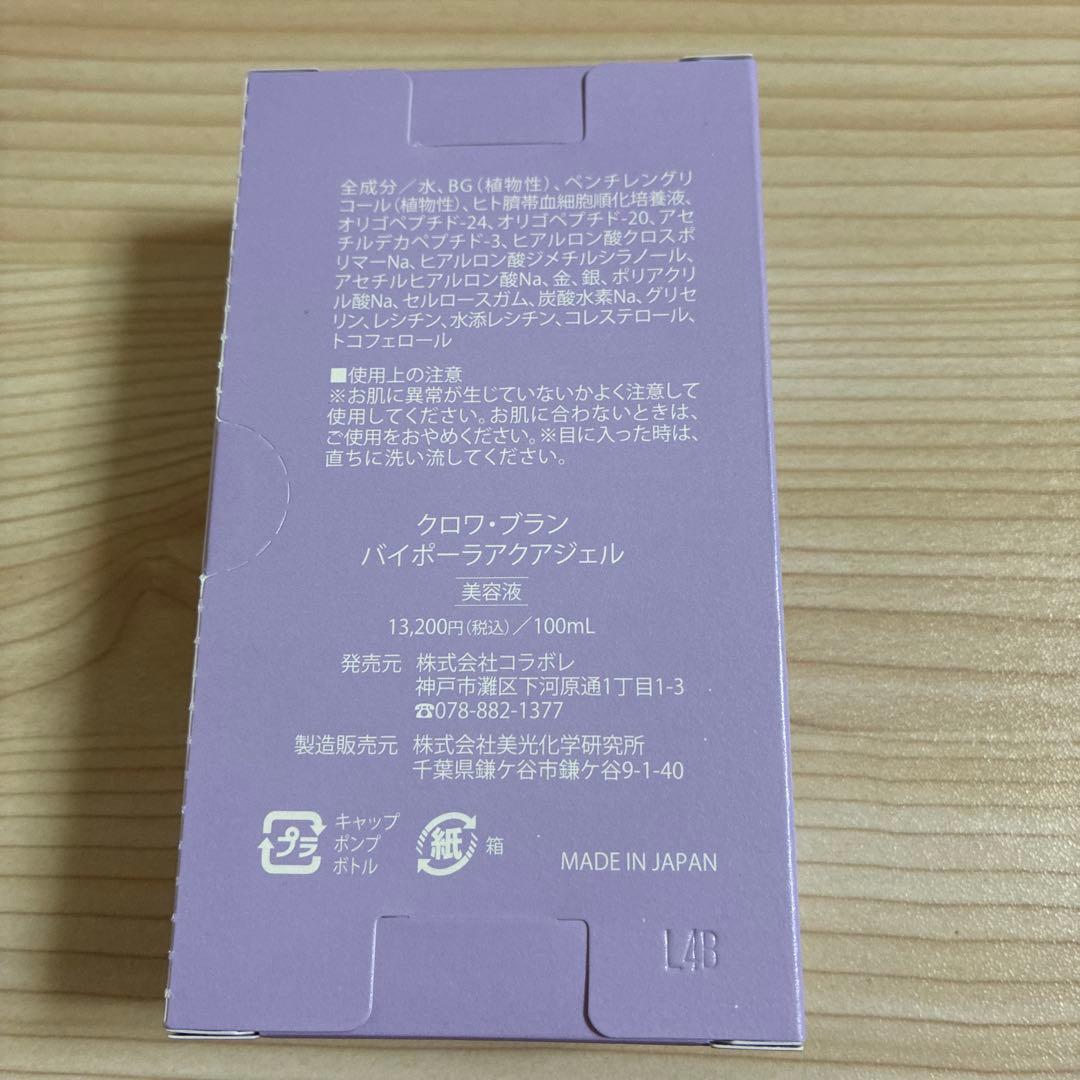 全成分／水、BG（植物性）、ペンチレングリ
コール（植物性）、ヒト臍帯血細胞順化培養液、
オリゴペプチド-24、オリゴペプチド-20、アセ
チルデカペプチド-3、ヒアルロン酸クロスポ
リマーNa、ヒアルロン酸ジメチルシラノール、
アセチルヒアルロン酸Na、金、銀、ポリアクリ
ル酸Na、セルロースガム、炭酸水素Na、グリセ
リン、レシチン、水添レシチン、コレステロール、
トコフェロール
■使用上の注意
※お肌に異常が生じていないかよく注意して
使用してください。お肌に合わないときは、
ご使用をおやめください。※目に入った時は、
直ちに洗い流してください。
クロワ・ブラン
バイポーラアクアジェル
美容液
13,200円（税込）／100mL
発売元 株式会社コラボレ
神戸市灘区下河原通1丁目1-3
☎078-882-1377
製造販売元 株式会社美光化学研究所
千葉県鎌ケ谷市鎌ケ谷9-1-40
プラ キャップ
ポンプ
ボトル
紙 箱
MADE IN JAPAN
L4B